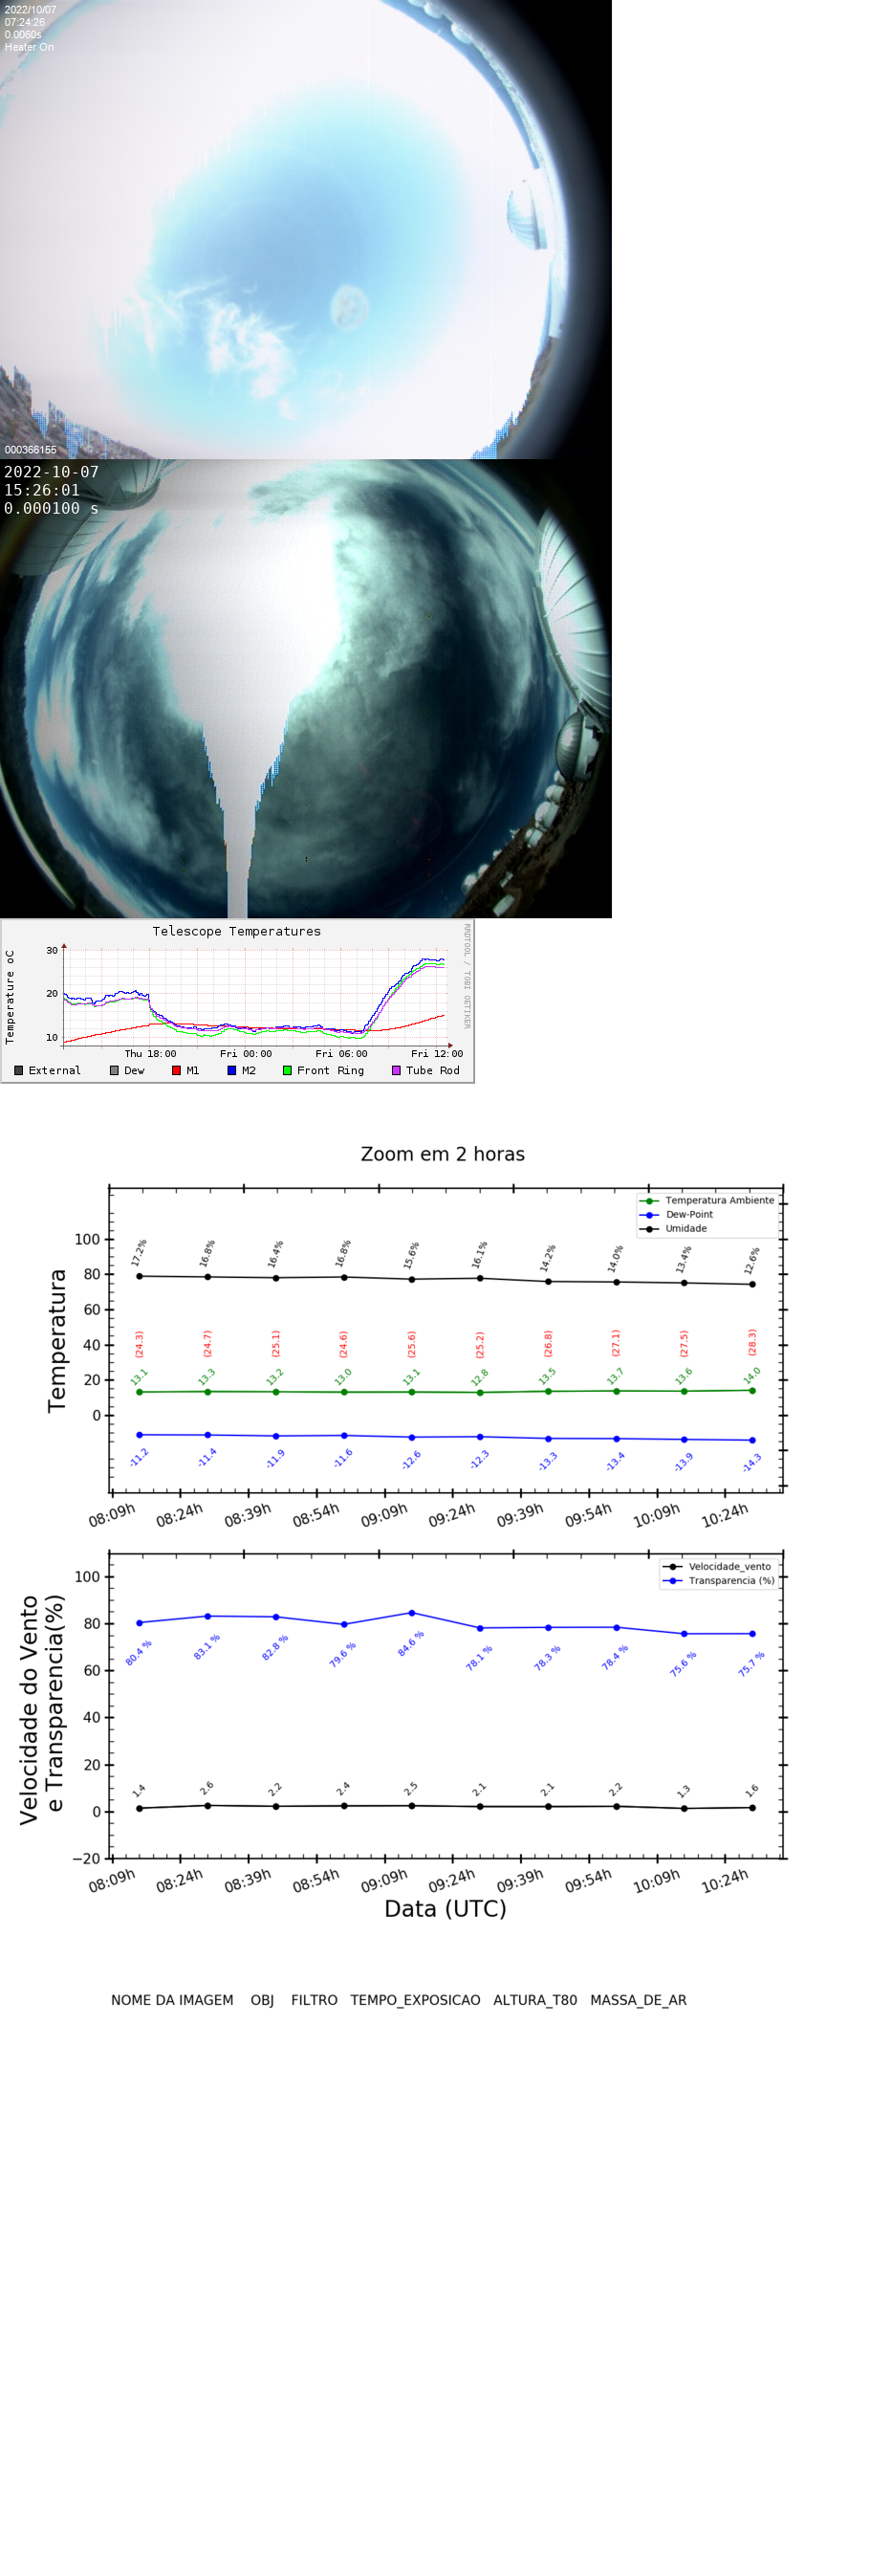 2022/10/07
07:24:26
0.0060s
Heater On
000366155
2022-10-07
15:26:01
0.000100 s
Telescope Temperatures
RRDTOOL / TOBI OETIKER
Temperature oC
30
20
10
Thu 18:00 Fri 00:00 Fri 06:00 Fri 12:00
External Dew M1 M2 Front Ring Tube Rod
Zoom em 2 horas
Temperatura Ambiente
Dew-Point
Umidade
Temperatura
100
80
60
40
20
0
17.2% 16.8% 16.4% 16.8% 15.6% 16.1% 14.2% 14.0% 13.4% 12.6%
(24.3) (24.7) (25.1) (24.6) (25.6) (25.2) (26.8) (27.1) (27.5) (28.3)
13.1 13.3 13.2 13.0 13.1 12.8 13.5 13.7 13.6 14.0
-11.2 -11.4 -11.9 -11.6 -12.6 -12.3 -13.3 -13.4 -13.9 -14.3
08:09h 08:24h 08:39h 08:54h 09:09h 09:24h 09:39h 09:54h 10:09h 10:24h
Velocidade_vento
Transparencia (%)
Velocidade do Vento
e Transparencia(%)
100
80
60
40
20
0
−20
80.4 % 83.1 % 82.8 % 79.6 % 84.6 % 78.1 % 78.3 % 78.4 % 75.6 % 75.7 %
1.4 2.6 2.2 2.4 2.5 2.1 2.1 2.2 1.3 1.6
08:09h 08:24h 08:39h 08:54h 09:09h 09:24h 09:39h 09:54h 10:09h 10:24h
Data (UTC)
NOME DA IMAGEM OBJ FILTRO TEMPO_EXPOSICAO ALTURA_T80 MASSA_DE_AR